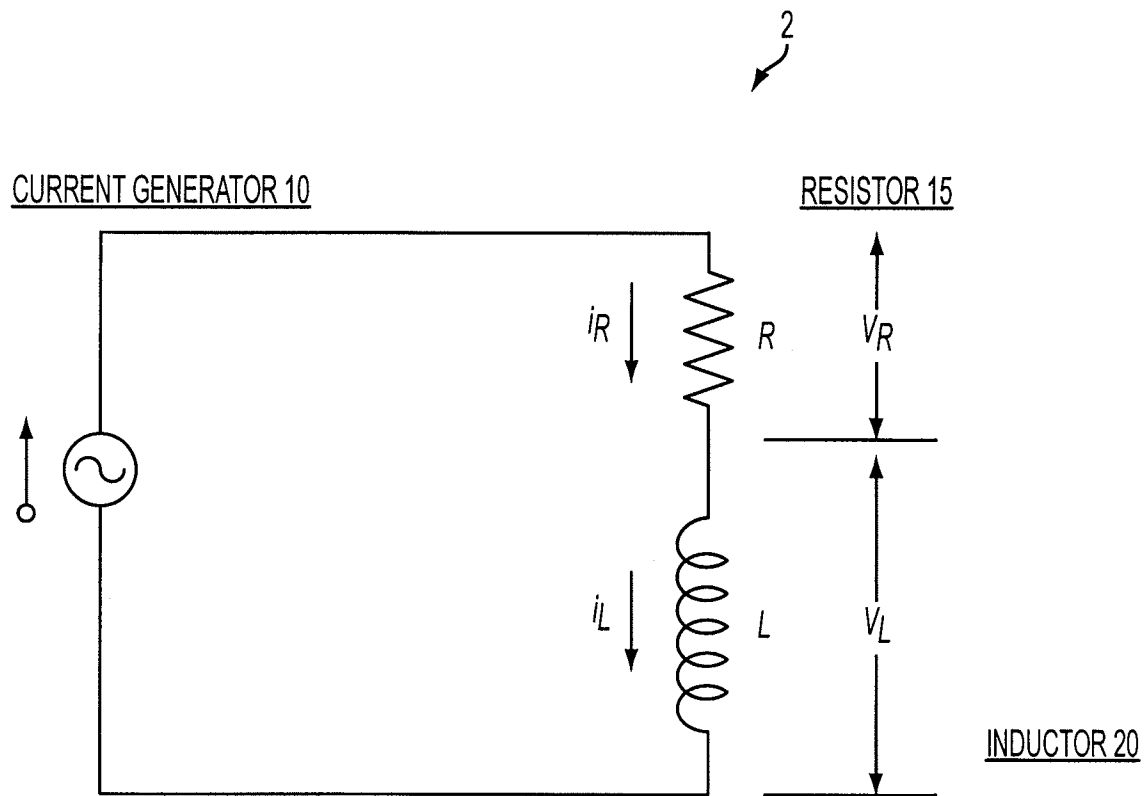 2
CURRENT GENERATOR 10
RESISTOR 15
iR
R
VR
iL
L
VL
INDUCTOR 20